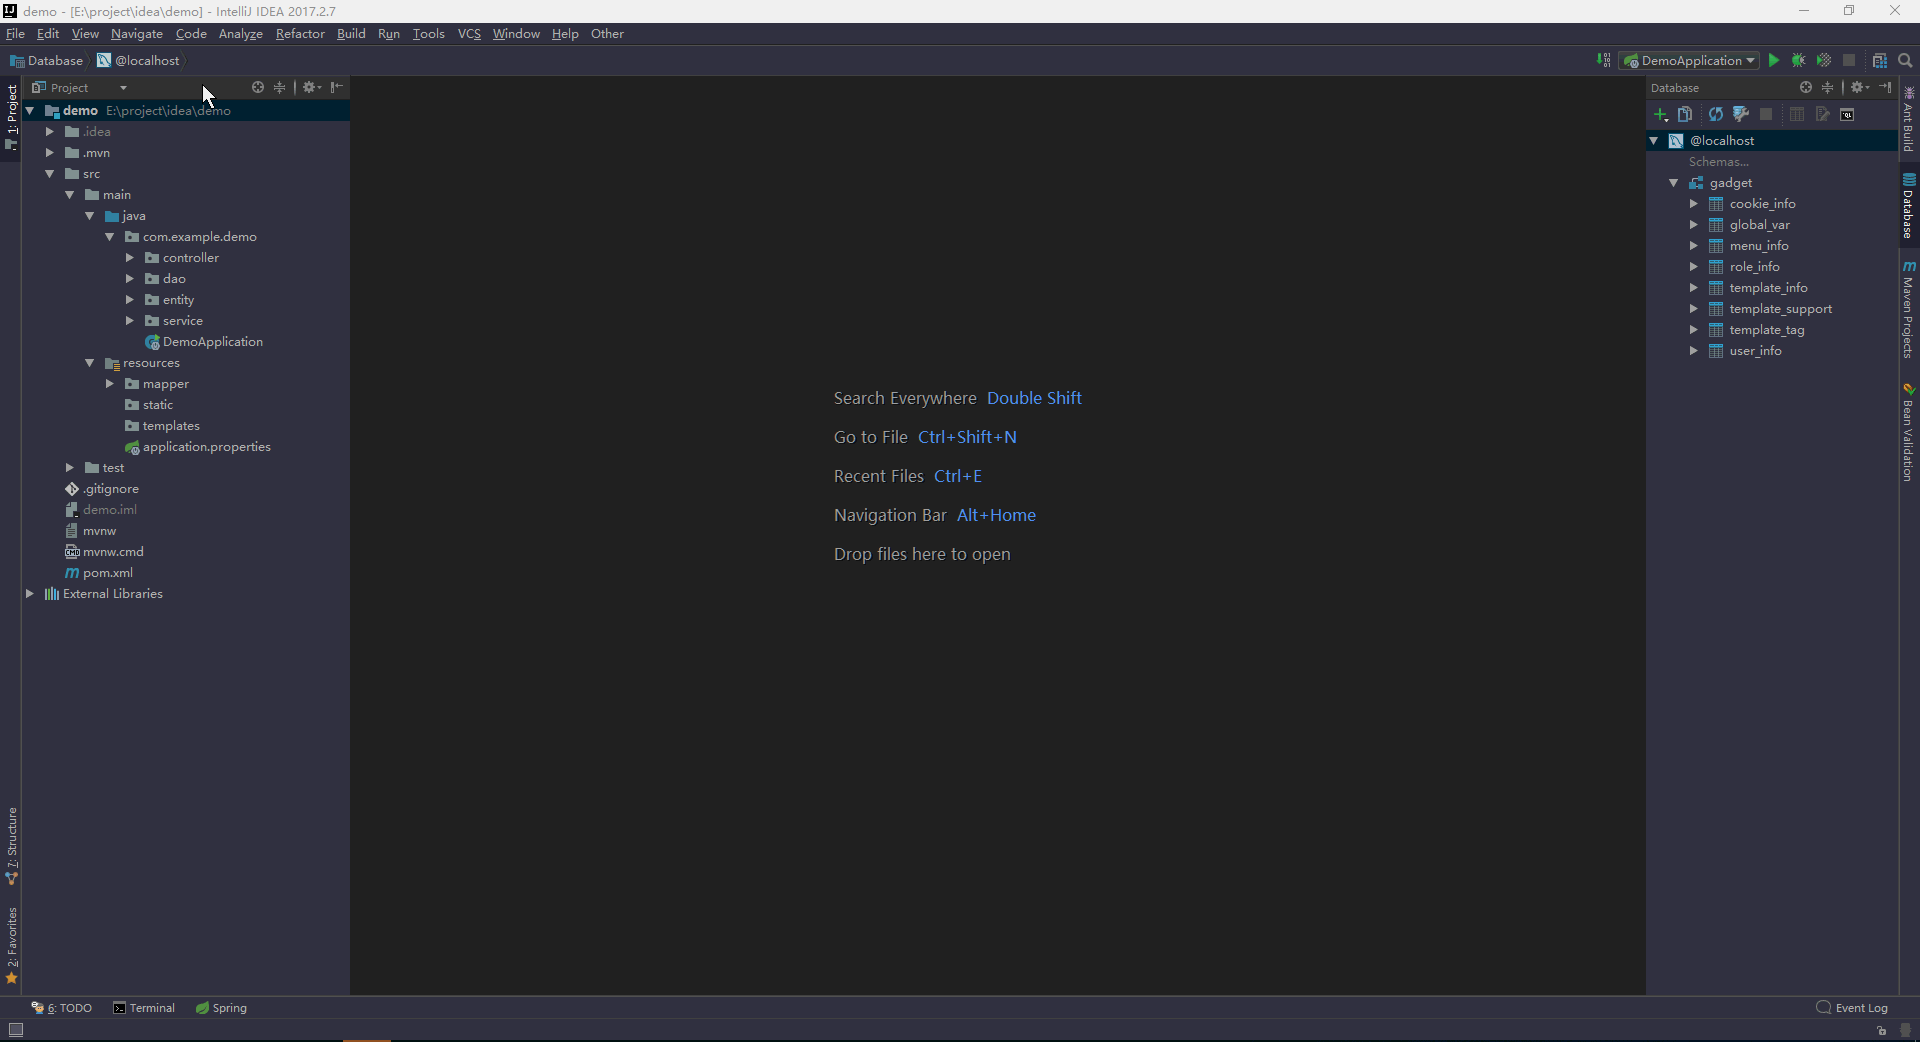 demo - [E:\project\idea\demo] - IntelliJ IDEA 2017.2.7
File Edit View Navigate Code Analyze Refactor Build Run Tools VCS Window Help Other
Database @localhost
DemoApplication
1: Project
7: Structure
2: Favorites
Project
demo E:\project\idea\demo
.idea
.mvn
src
main
java
com.example.demo
controller
dao
entity
service
DemoApplication
resources
mapper
static
templates
application.properties
test
.gitignore
demo.iml
mvnw
mvnw.cmd
pom.xml
External Libraries
Search Everywhere Double Shift
Go to File Ctrl+Shift+N
Recent Files Ctrl+E
Navigation Bar Alt+Home
Drop files here to open
Database
@localhost
Schemas...
gadget
cookie_info
global_var
menu_info
role_info
template_info
template_support
template_tag
user_info
Ant Build
Database
Maven Projects
Bean Validation
6: TODO Terminal Spring
Event Log